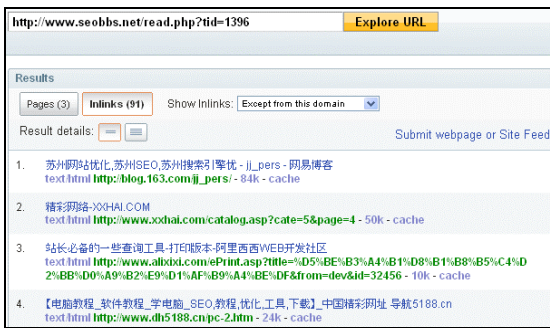 http://www.seobbs.net/read.php?tid=1396 Explore URL
Results
Pages (3) Inlinks (91) Show Inlinks: Except from this domain
Result details: Submit webpage or Site Feed
1. 苏州网站优化,苏州SEO,苏州搜索引擎优 - jj_pers - 网易博客
text/html http://blog.163.com/jj_pers/ - 84k - cache
2. 精彩网络-XXHAI.COM
text/html http://www.xxhai.com/catalog.asp?cate=5&page=4 - 50k - cache
3. 站长必备的一些查询工具-打印版本-阿里西西WEB开发社区
text/html http://www.alixixi.com/ePrint.asp?title=%D5%BE%B3%A4%B1%D8%B1%B8%B5%C4%D
2%BB%D0%A9%B2%E9%D1%AF%B9%A4%BE%DF&from=dev&id=32456 - 10k - cache
4. 【电脑教程_软件教程_学电脑_SEO,教程,优化,工具,下载】_中国精彩网址 导航5188.cn
text/html http://www.dh5188.cn/pc-2.htm - 24k - cache